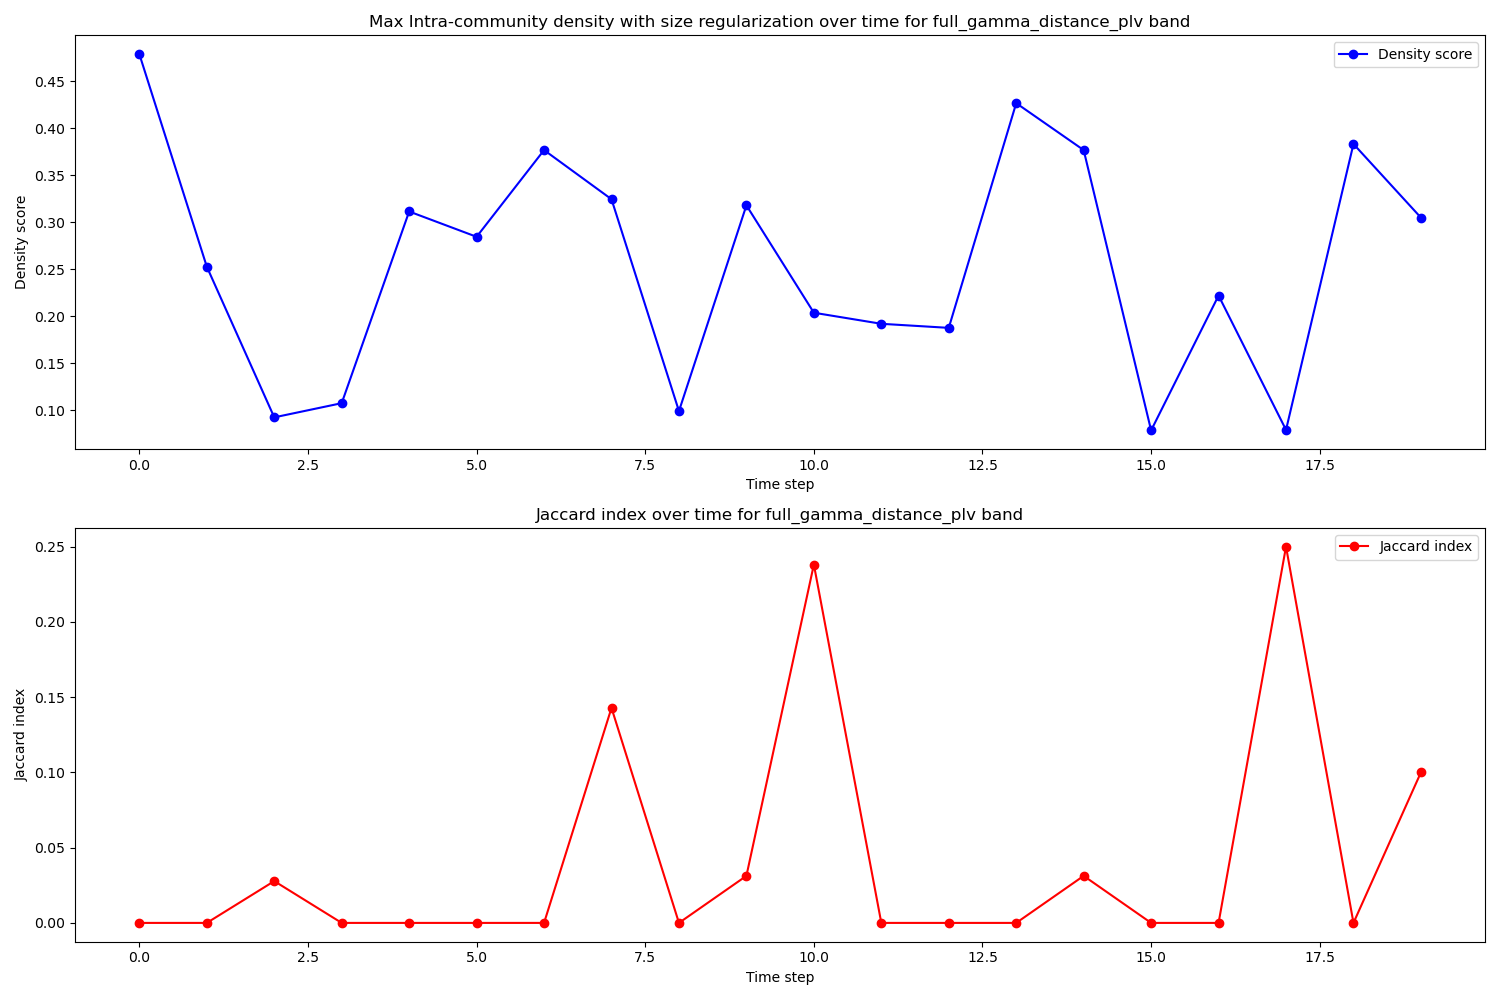 Max Intra-community density with size regularization over time for full_gamma_distance_plv band
Density score
0.45
0.40
0.35
0.30
0.25
0.20
0.15
0.10
Density score
0.0 2.5 5.0 7.5 10.0 12.5 15.0 17.5
Time step
Jaccard index over time for full_gamma_distance_plv band
Jaccard index
0.25
0.20
0.15
0.10
0.05
0.00
Jaccard index
0.0 2.5 5.0 7.5 10.0 12.5 15.0 17.5
Time step